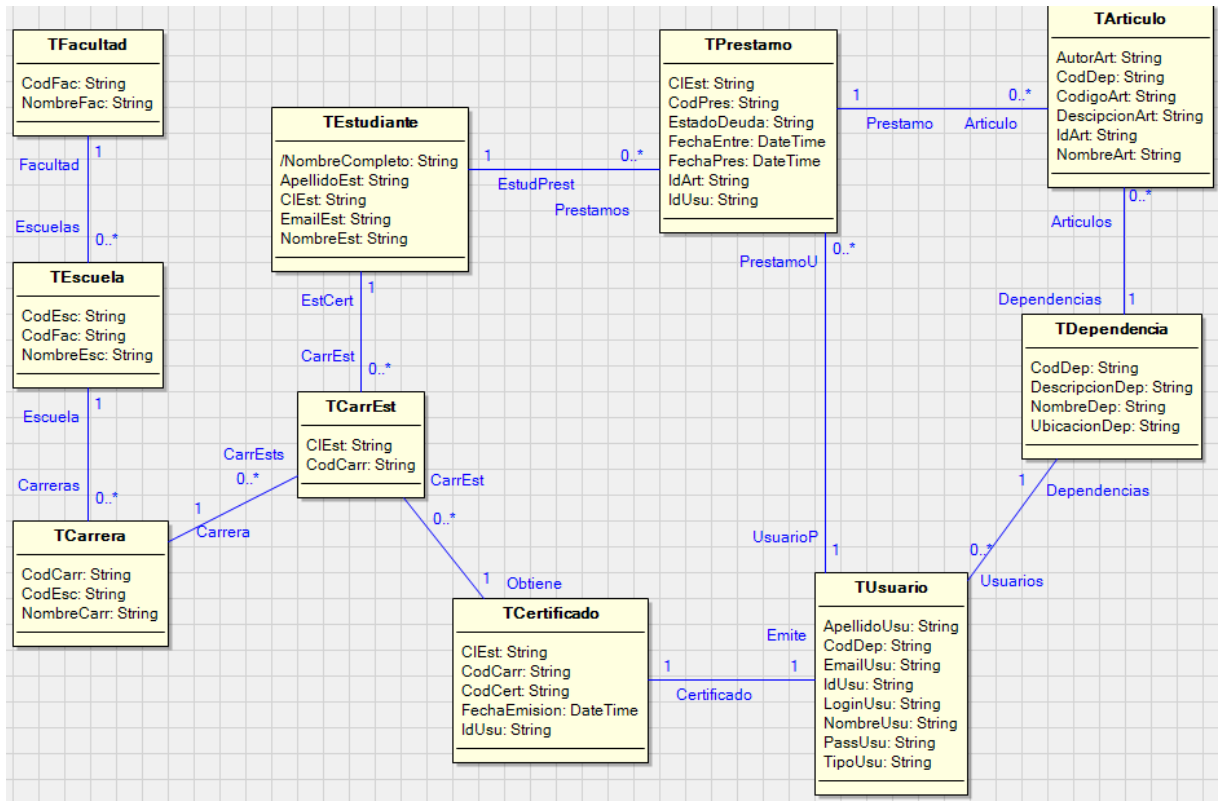 TFacultad
CodFac: String
NombreFac: String
1
Facultad
Escuelas
0..*
TEscuela
CodEsc: String
CodFac: String
NombreEsc: String
1
Escuela
Carreras
0..*
TCarrera
CodCarr: String
CodEsc: String
NombreCarr: String
1
Carrera
CarrEsts
0..*
TEstudiante
/NombreCompleto: String
ApellidoEst: String
CIEst: String
EmailEst: String
NombreEst: String
1
EstudPrest
0..*
Prestamos
1
EstCert
CarrEst
0..*
TCarrEst
CIEst: String
CodCarr: String
CarrEst
0..*
1
Obtiene
TCertificado
CIEst: String
CodCarr: String
CodCert: String
FechaEmision: DateTime
IdUsu: String
1
Certificado
Emite
1
TPrestamo
CIEst: String
CodPres: String
EstadoDeuda: String
FechaEntre: DateTime
FechaPres: DateTime
IdArt: String
IdUsu: String
1
Prestamo
0..*
Articulo
PrestamoU
0..*
UsuarioP
1
TArticulo
AutorArt: String
CodDep: String
CodigoArt: String
DescipcionArt: String
IdArt: String
NombreArt: String
0..*
Articulos
Dependencias
1
TDependencia
CodDep: String
DescripcionDep: String
NombreDep: String
UbicacionDep: String
1
Dependencias
0..*
Usuarios
TUsuario
ApellidoUsu: String
CodDep: String
EmailUsu: String
IdUsu: String
LoginUsu: String
NombreUsu: String
PassUsu: String
TipoUsu: String